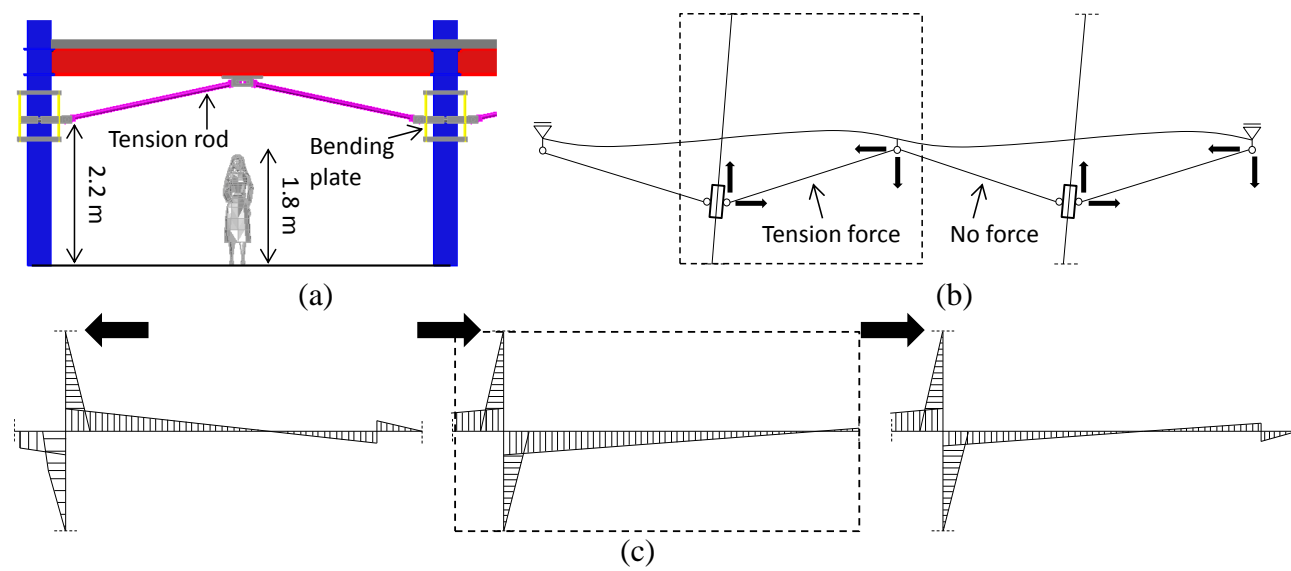 Tension rod
Bending
plate
2.2 m
1.8 m
(a)
Tension force
No force
(b)
(c)